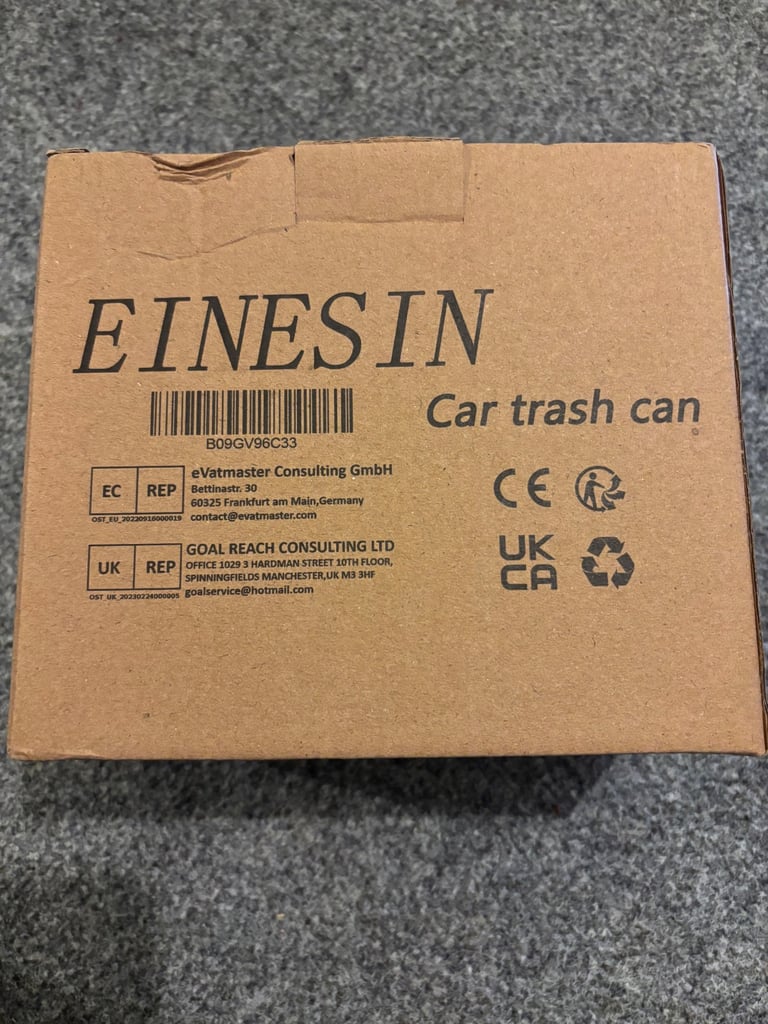 EINESIN
B09GV96C33
Car trash can
EC REP
eVatmaster Consulting GmbH
Bettinastr. 30
60325 Frankfurt am Main,Germany
contact@evatmaster.com
OST_EU_20220916000019
CE
UK REP
GOAL REACH CONSULTING LTD
OFFICE 1029 3 HARDMAN STREET 10TH FLOOR,
SPINNINGFIELDS MANCHESTER,UK M3 3HF
goalservice@hotmail.com
OST_UK_20230224000005
UK
CA